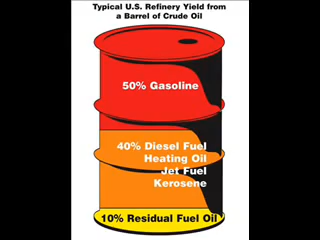 Typical U.S. Refinery Yield from
a Barrel of Crude Oil
50% Gasoline
40% Diesel Fuel
Heating Oil
Jet Fuel
Kerosene
10% Residual Fuel Oil